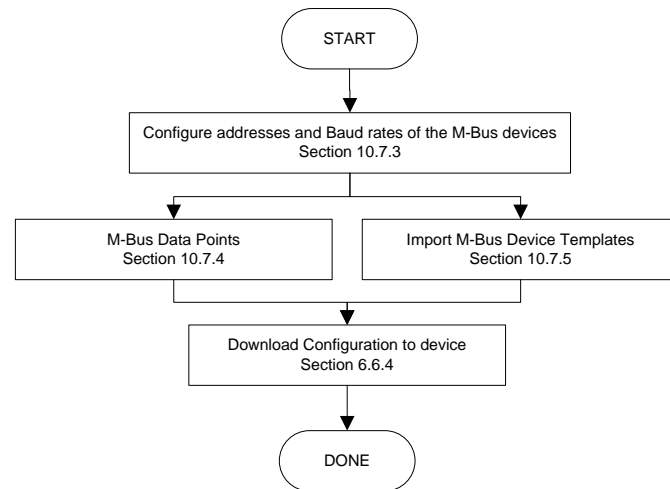 START
Configure addresses and Baud rates of the M-Bus devices
Section 10.7.3
M-Bus Data Points
Section 10.7.4
Import M-Bus Device Templates
Section 10.7.5
Download Configuration to device
Section 6.6.4
DONE